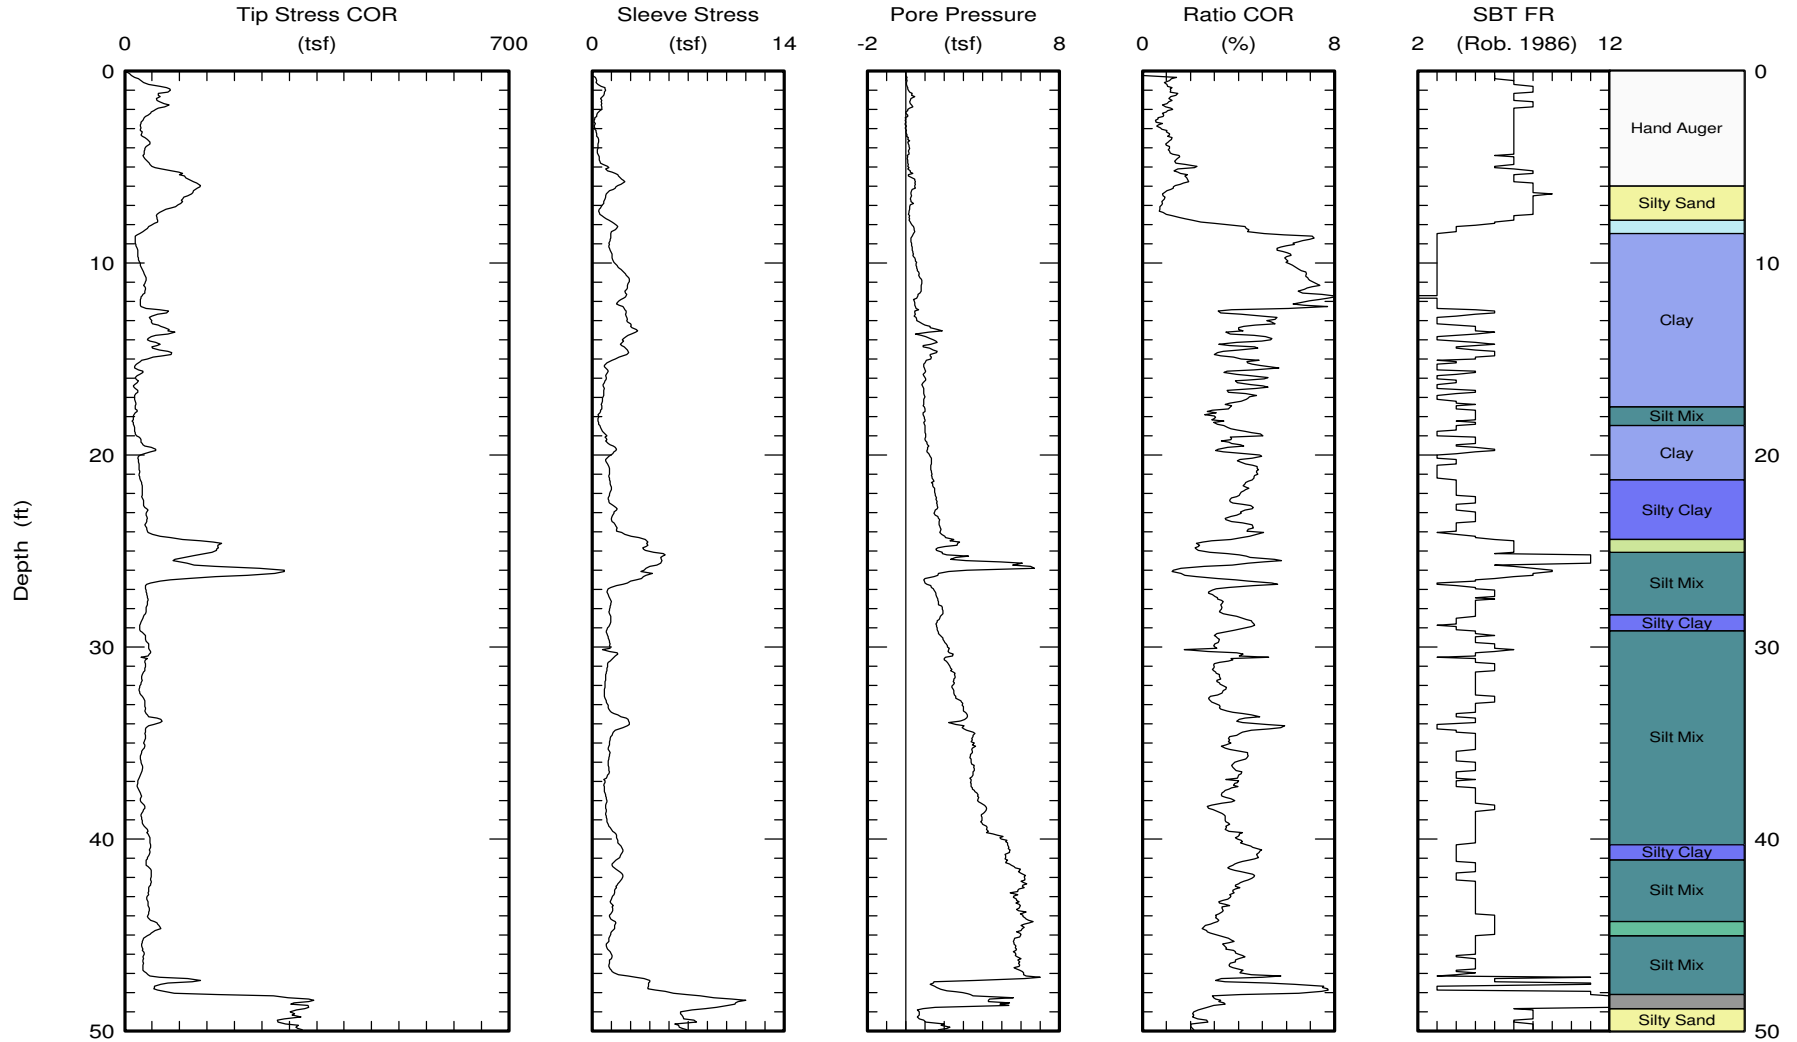 Tip Stress COR Sleeve Stress Pore Pressure Ratio COR SBT FR
0 (tsf) 700 0 (tsf) 14 -2 (tsf) 8 0 (%) 8 2 (Rob. 1986) 12
0 0
Hand Auger
Silty Sand
10 10
Clay
Silt Mix
Clay
20 20
Silty Clay
Depth (ft)
Silt Mix
Silty Clay
30 30
Silt Mix
40 40
Silty Clay
Silt Mix
Silt Mix
Silty Sand
50 50